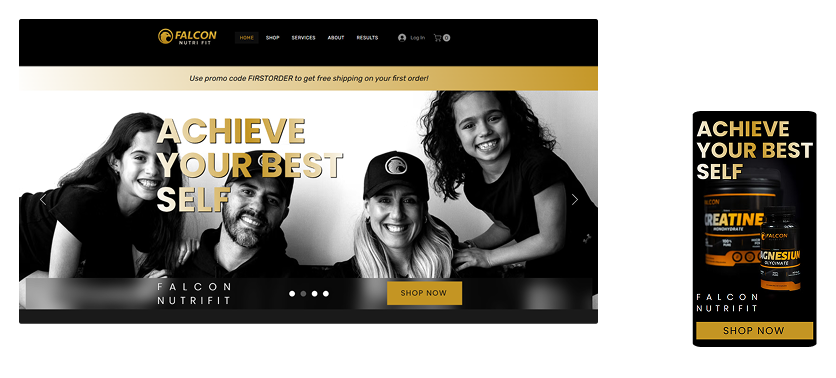 FALCON
NUTRI FIT
HOME SHOP SERVICES ABOUT RESULTS Log In 0
Use promo code FIRSTORDER to get free shipping on your first order!
ACHIEVE
YOUR BEST
SELF
FALCON
NUTRIFIT
SHOP NOW
ACHIEVE
YOUR BEST
SELF
FALCON
CREATINE
MONOHYDRATE
FALCON
MAGNESIUM
GLYCINATE
FALCON
NUTRIFIT
SHOP NOW